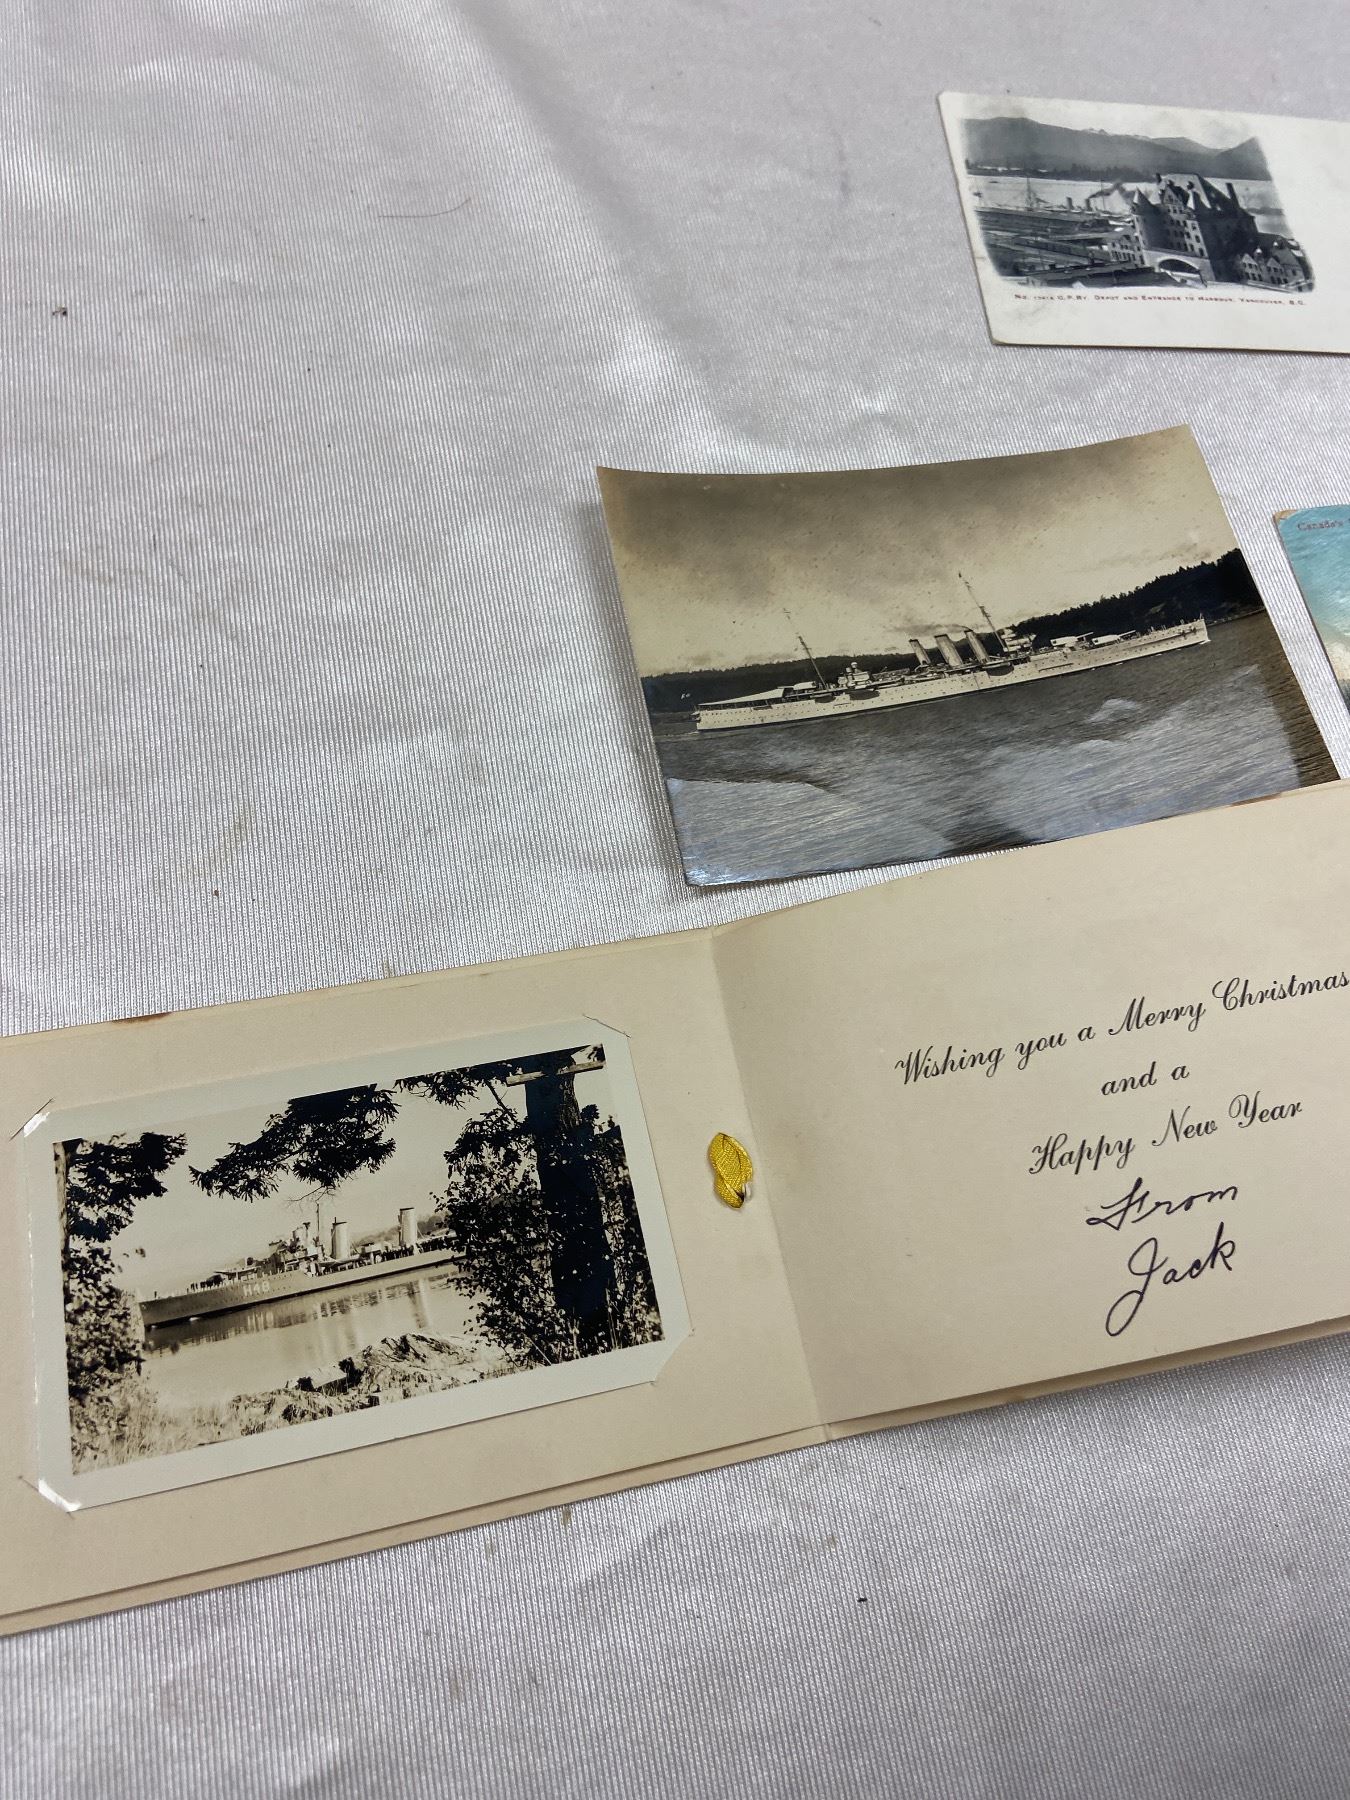 No. 11418 C.P.Ry. Depot and Entrance to Harbour, Vancouver, B.C.
Canada's
H48
Wishing you a Merry Christmas
and a
Happy New Year
From
Jack